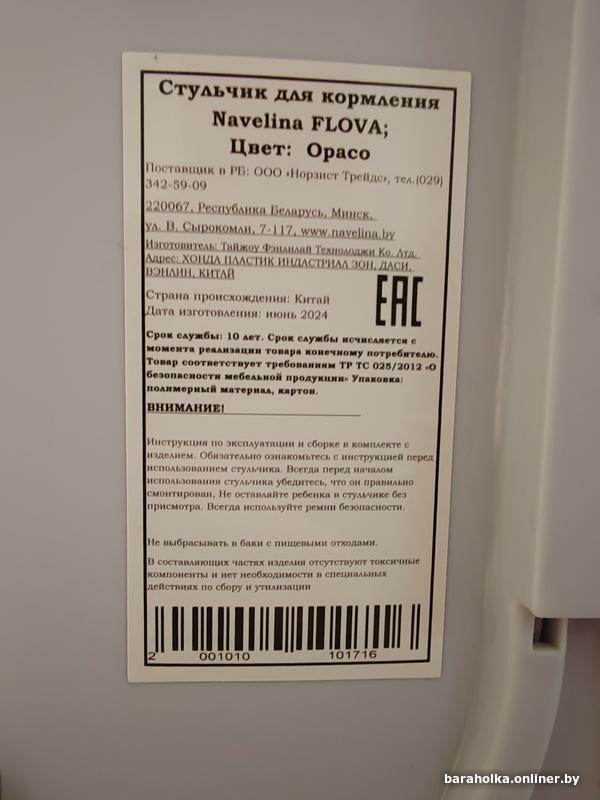 Стульчик для кормления
Navelina FLOVA;
Цвет: Opaco
Поставщик в РБ: ООО «Норзист Трейдс», тел.(029)
342-59-09
220067, Республика Беларусь, Минск,
ул. В. Сырокомли, 7-117, www.navelina.by
Изготовитель: Тайжоу Фэнлилай Технолоджи Ко. Лтд.
Адрес: ХОНДА ПЛАСТИК ИНДАСТРИАЛ ЗОН, ДАСИ,
ВЭНЛИН, КИТАЙ
Страна происхождения: Китай
Дата изготовления: июнь 2024
EAC
Срок службы: 10 лет. Срок службы исчисляется с
момента реализации товара конечному потребителю.
Товар соответствует требованиям ТР ТС 025/2012 «О
безопасности мебельной продукции» Упаковка:
полимерный материал, картон.
ВНИМАНИЕ!
Инструкция по эксплуатации и сборке в комплекте с
изделием. Обязательно ознакомьтесь с инструкцией перед
использованием стульчика. Всегда перед началом
использования стульчика убедитесь, что он правильно
смонтирован, Не оставляйте ребенка в стульчике без
присмотра. Всегда используйте ремни безопасности.
Не выбрасывать в баки с пищевыми отходами.
В составляющих частях изделия отсутствуют токсичные
компоненты и нет необходимости в специальных
действиях по сбору и утилизации
2 001010 101716
baraholka.onliner.by